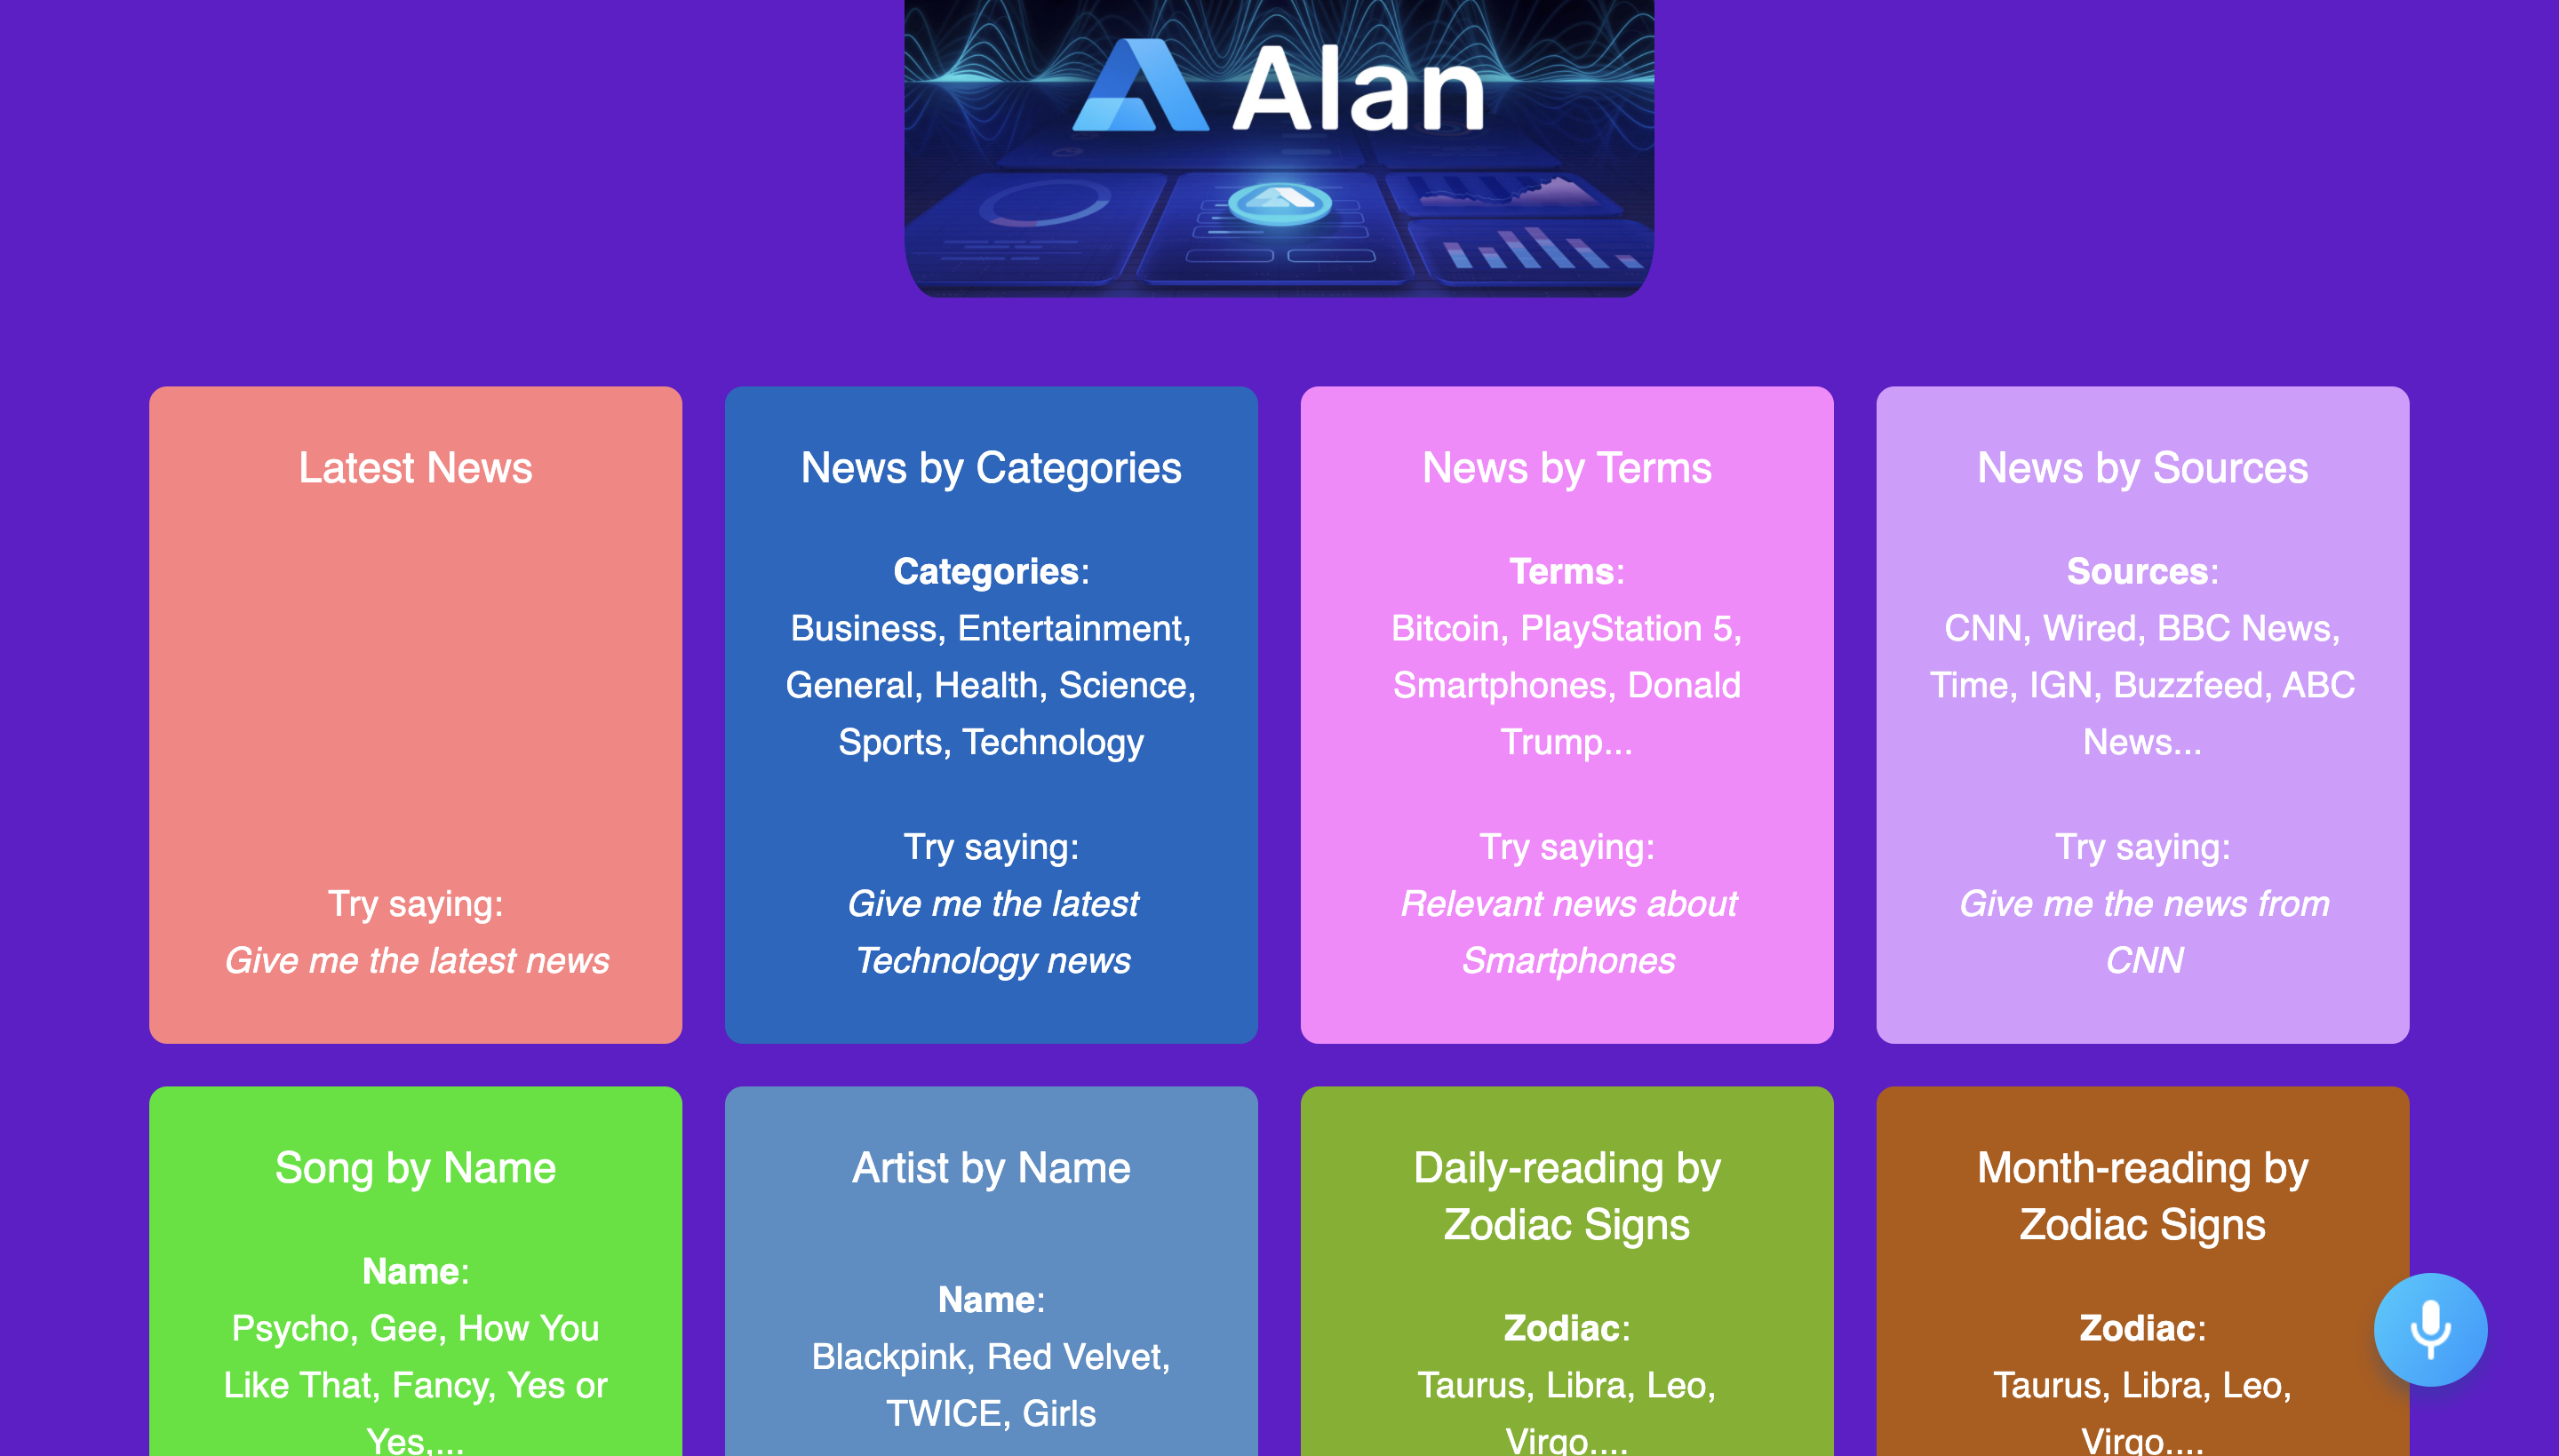 Alan
Latest News
Try saying:
Give me the latest news
News by Categories
Categories:
Business, Entertainment,
General, Health, Science,
Sports, Technology
Try saying:
Give me the latest
Technology news
News by Terms
Terms:
Bitcoin, PlayStation 5,
Smartphones, Donald
Trump...
Try saying:
Relevant news about
Smartphones
News by Sources
Sources:
CNN, Wired, BBC News,
Time, IGN, Buzzfeed, ABC
News...
Try saying:
Give me the news from
CNN
Song by Name
Name:
Psycho, Gee, How You
Like That, Fancy, Yes or
Yes,...
Artist by Name
Name:
Blackpink, Red Velvet,
TWICE, Girls
Daily-reading by
Zodiac Signs
Zodiac:
Taurus, Libra, Leo,
Virgo....
Month-reading by
Zodiac Signs
Zodiac:
Taurus, Libra, Leo,
Virgo....